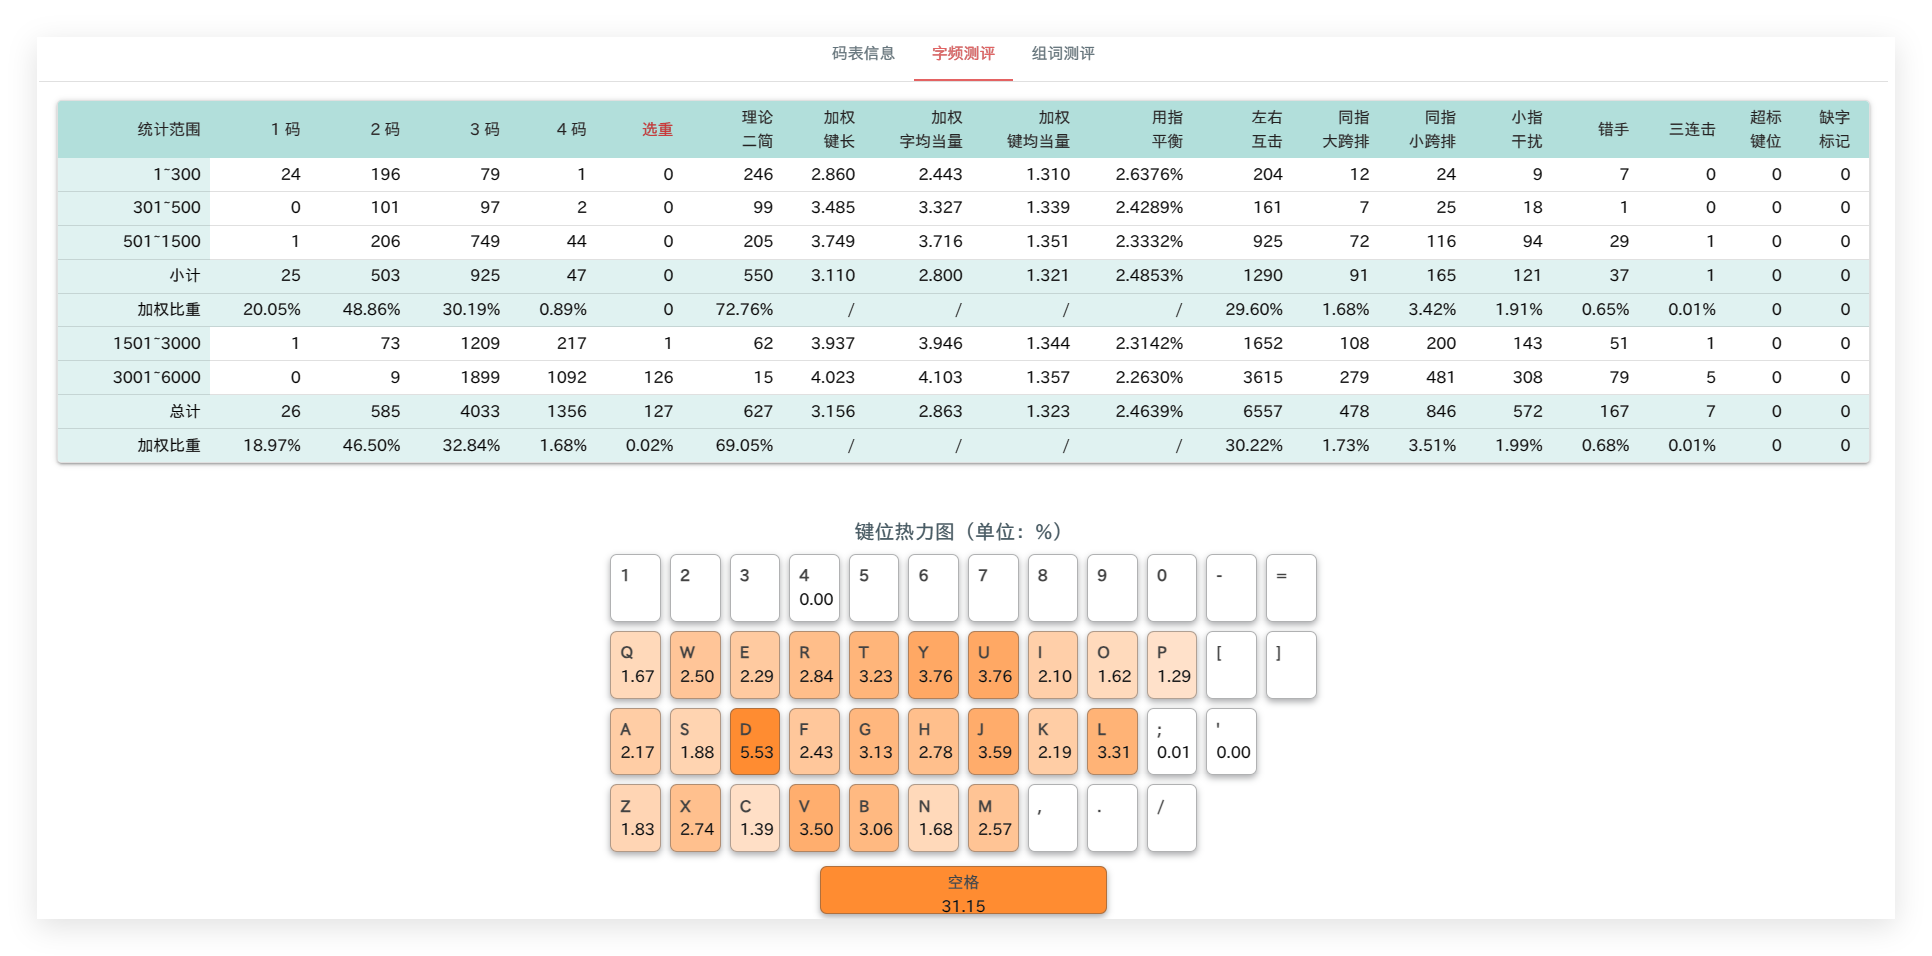 码表信息 字频测评 组词测评
统计范围 1 码 2 码 3 码 4 码 选重 理论二简 加权键长 加权字均当量 加权键均当量 用指平衡 左右互击 同指大跨排 同指小跨排 小指干扰 错手 三连击 超标键位 缺字标记
1~300 24 196 79 1 0 246 2.860 2.443 1.310 2.6376% 204 12 24 9 7 0 0 0
301~500 0 101 97 2 0 99 3.485 3.327 1.339 2.4289% 161 7 25 18 1 0 0 0
501~1500 1 206 749 44 0 205 3.749 3.716 1.351 2.3332% 925 72 116 94 29 1 0 0
小计 25 503 925 47 0 550 3.110 2.800 1.321 2.4853% 1290 91 165 121 37 1 0 0
加权比重 20.05% 48.86% 30.19% 0.89% 0 72.76% / / / / 29.60% 1.68% 3.42% 1.91% 0.65% 0.01% 0 0
1501~3000 1 73 1209 217 1 62 3.937 3.946 1.344 2.3142% 1652 108 200 143 51 1 0 0
3001~6000 0 9 1899 1092 126 15 4.023 4.103 1.357 2.2630% 3615 279 481 308 79 5 0 0
总计 26 585 4033 1356 127 627 3.156 2.863 1.323 2.4639% 6557 478 846 572 167 7 0 0
加权比重 18.97% 46.50% 32.84% 1.68% 0.02% 69.05% / / / / 30.22% 1.73% 3.51% 1.99% 0.68% 0.01% 0 0
键位热力图（单位：%）
1 2 3 4 5 6 7 8 9 0 - =
0.00
Q W E R T Y U I O P [ ]
1.67 2.50 2.29 2.84 3.23 3.76 3.76 2.10 1.62 1.29
A S D F G H J K L ; '
2.17 1.88 5.53 2.43 3.13 2.78 3.59 2.19 3.31 0.01 0.00
Z X C V B N M , . /
1.83 2.74 1.39 3.50 3.06 1.68 2.57
空格
31.15